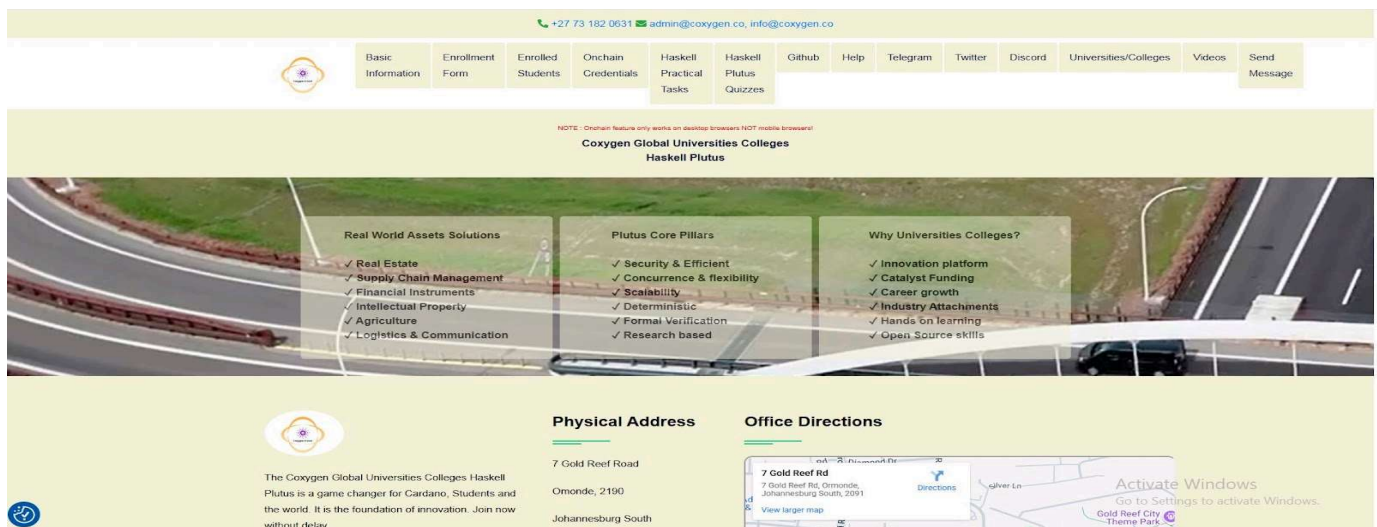 +27 73 182 0631 admin@coxygen.co, info@coxygen.co
Basic Information
Enrollment Form
Enrolled Students
Onchain Credentials
Haskell Practical Tasks
Haskell Plutus Quizzes
Github
Help
Telegram
Twitter
Discord
Universities/Colleges
Videos
Send Message
NOTE : Onchain feature only works on desktop browsers NOT mobile browsers!
Coxygen Global Universities Colleges
Haskell Plutus
Real World Assets Solutions
✓ Real Estate
✓ Supply Chain Management
✓ Financial Instruments
✓ Intellectual Property
✓ Agriculture
✓ Logistics & Communication
Plutus Core Pillars
✓ Security & Efficient
✓ Concurrence & flexibility
✓ Scalability
✓ Deterministic
✓ Formal Verification
✓ Research based
Why Universities Colleges?
✓ Innovation platform
✓ Catalyst Funding
✓ Career growth
✓ Industry Attachments
✓ Hands on learning
✓ Open Source skills
The Coxygen Global Universities Colleges Haskell
Plutus is a game changer for Cardano, Students and
the world. It is the foundation of innovation. Join now
without delay
Physical Address
7 Gold Reef Road
Omonde, 2190
Johannesburg South
Office Directions
7 Gold Reef Rd
7 Gold Reef Rd, Ormonde,
Johannesburg South, 2091
View larger map
Directions
Gold Reef City
Theme Park
Activate Windows
Go to Settings to activate Windows.